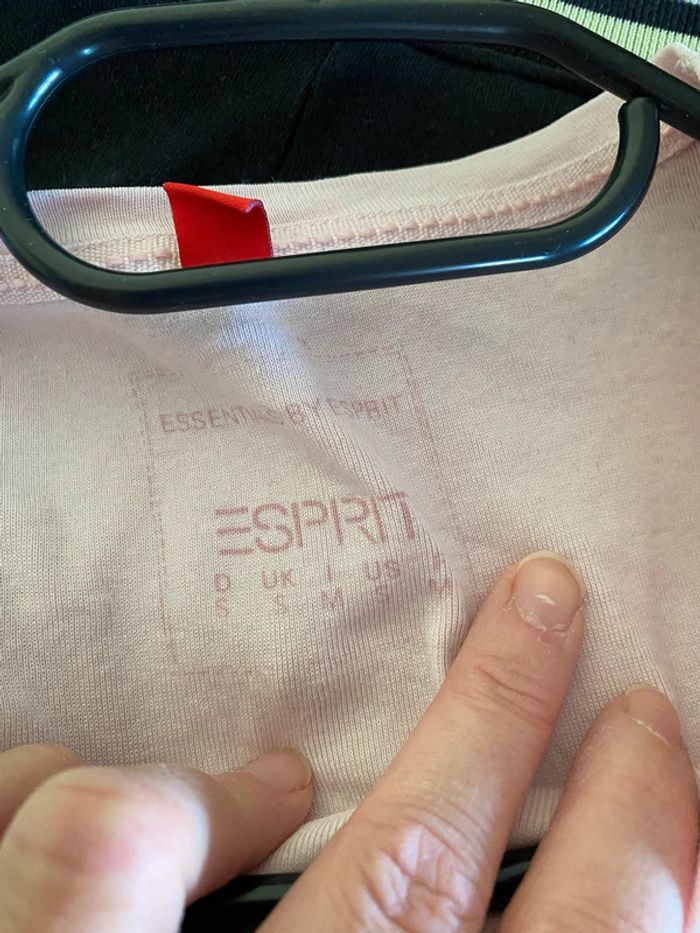 ESSENTIALS BY ESPRIT
ESPRIT
D UK I US F
S S M S M